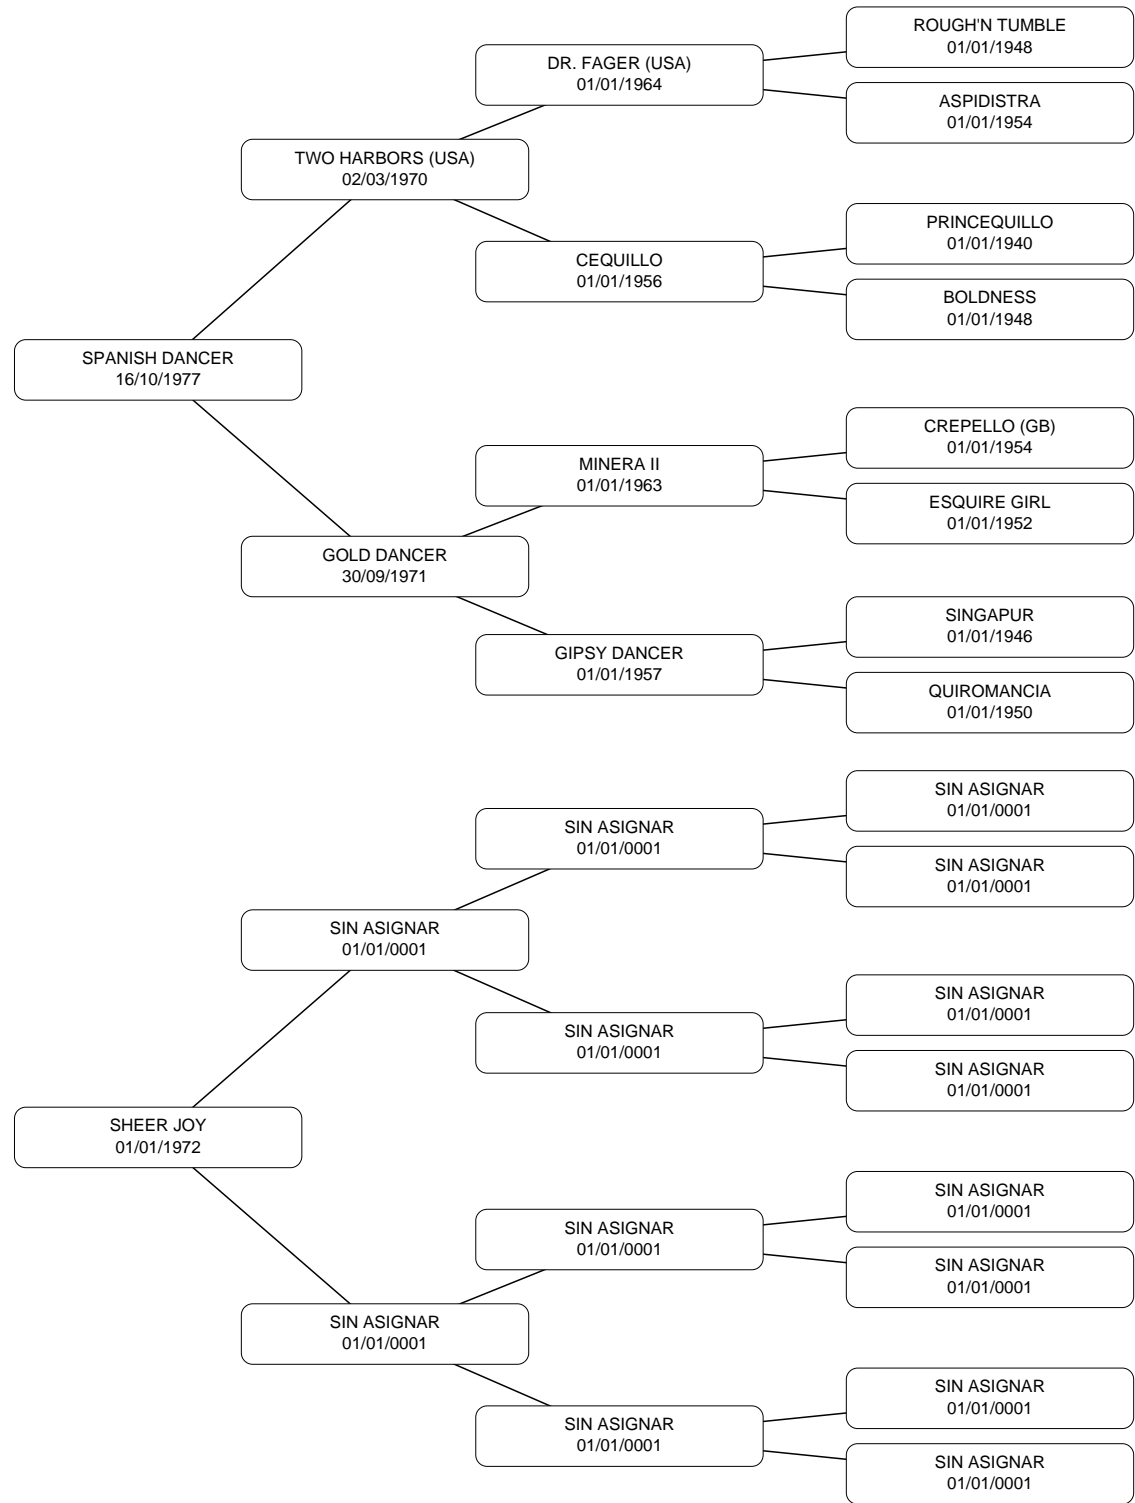 ROUGH'N TUMBLE
01/01/1948
DR. FAGER (USA)
01/01/1964
ASPIDISTRA
01/01/1954
TWO HARBORS (USA)
02/03/1970
PRINCEQUILLO
01/01/1940
CEQUILLO
01/01/1956
BOLDNESS
01/01/1948
SPANISH DANCER
16/10/1977
CREPELLO (GB)
01/01/1954
MINERA II
01/01/1963
ESQUIRE GIRL
01/01/1952
GOLD DANCER
30/09/1971
SINGAPUR
01/01/1946
GIPSY DANCER
01/01/1957
QUIROMANCIA
01/01/1950
SIN ASIGNAR
01/01/0001
SIN ASIGNAR
01/01/0001
SIN ASIGNAR
01/01/0001
SIN ASIGNAR
01/01/0001
SIN ASIGNAR
01/01/0001
SIN ASIGNAR
01/01/0001
SIN ASIGNAR
01/01/0001
SHEER JOY
01/01/1972
SIN ASIGNAR
01/01/0001
SIN ASIGNAR
01/01/0001
SIN ASIGNAR
01/01/0001
SIN ASIGNAR
01/01/0001
SIN ASIGNAR
01/01/0001
SIN ASIGNAR
01/01/0001
SIN ASIGNAR
01/01/0001